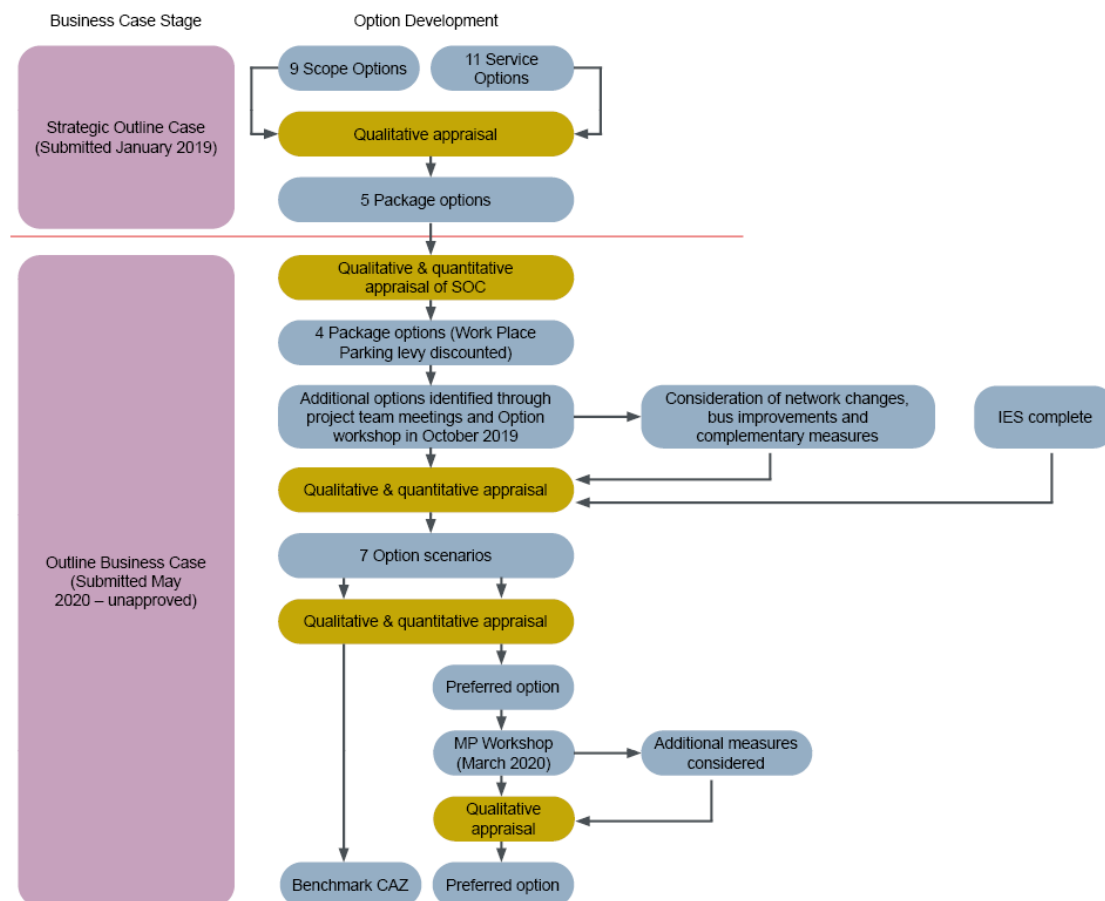 Business Case Stage
Option Development
Strategic Outline Case
(Submitted January 2019)
9 Scope Options
11 Service
Options
Qualitative appraisal
5 Package options
Outline Business Case
(Submitted May
2020 – unapproved)
Qualitative & quantitative
appraisal of SOC
4 Package options (Work Place
Parking levy discounted)
Additional options identified through
project team meetings and Option
workshop in October 2019
Consideration of network changes,
bus improvements and
complementary measures
IES complete
Qualitative & quantitative appraisal
7 Option scenarios
Qualitative & quantitative appraisal
Preferred option
MP Workshop
(March 2020)
Additional measures
considered
Qualitative
appraisal
Benchmark CAZ
Preferred option